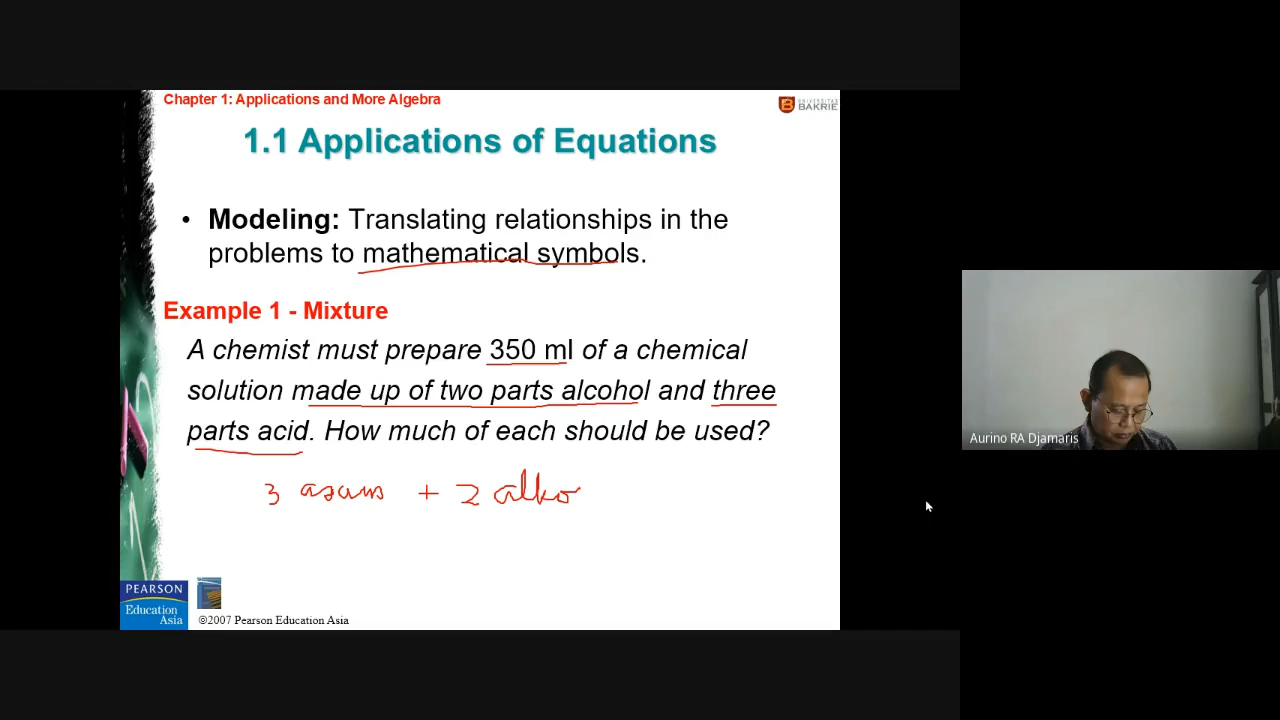 Chapter 1: Applications and More Algebra
UNIVERSITAS
BAKRIE
1.1 Applications of Equations
• Modeling: Translating relationships in the
problems to mathematical symbols.
Example 1 - Mixture
A chemist must prepare 350 ml of a chemical
solution made up of two parts alcohol and three
parts acid. How much of each should be used?
3 asam + 2 alko
Aurino RA Djamaris
PEARSON
Education
Asia
©2007 Pearson Education Asia